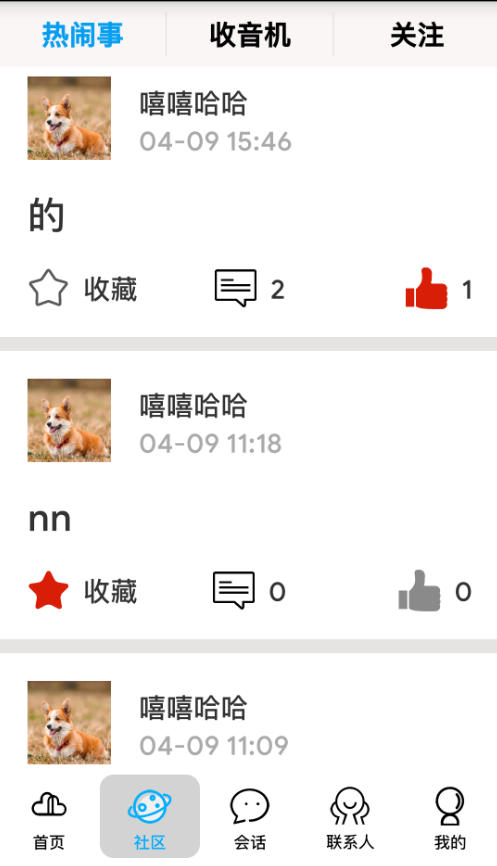 热闹事 收音机 关注
嘻嘻哈哈
04-09 15:46
的
收藏 2 1
嘻嘻哈哈
04-09 11:18
nn
收藏 0 0
嘻嘻哈哈
04-09 11:09
首页 社区 会话 联系人 我的